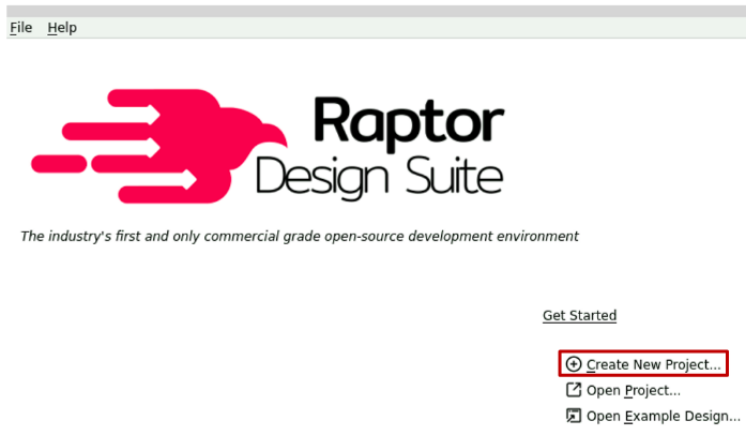 File Help
Raptor
Design Suite
The industry's first and only commercial grade open-source development environment
Get Started
Create New Project...
Open Project...
Open Example Design...